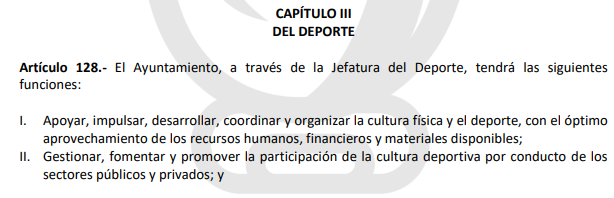 CAPÍTULO III
DEL DEPORTE
Artículo 128.- El Ayuntamiento, a través de la Jefatura del Deporte, tendrá las siguientes
funciones:
I. Apoyar, impulsar, desarrollar, coordinar y organizar la cultura física y el deporte, con el óptimo
aprovechamiento de los recursos humanos, financieros y materiales disponibles;
II. Gestionar, fomentar y promover la participación de la cultura deportiva por conducto de los
sectores públicos y privados; y